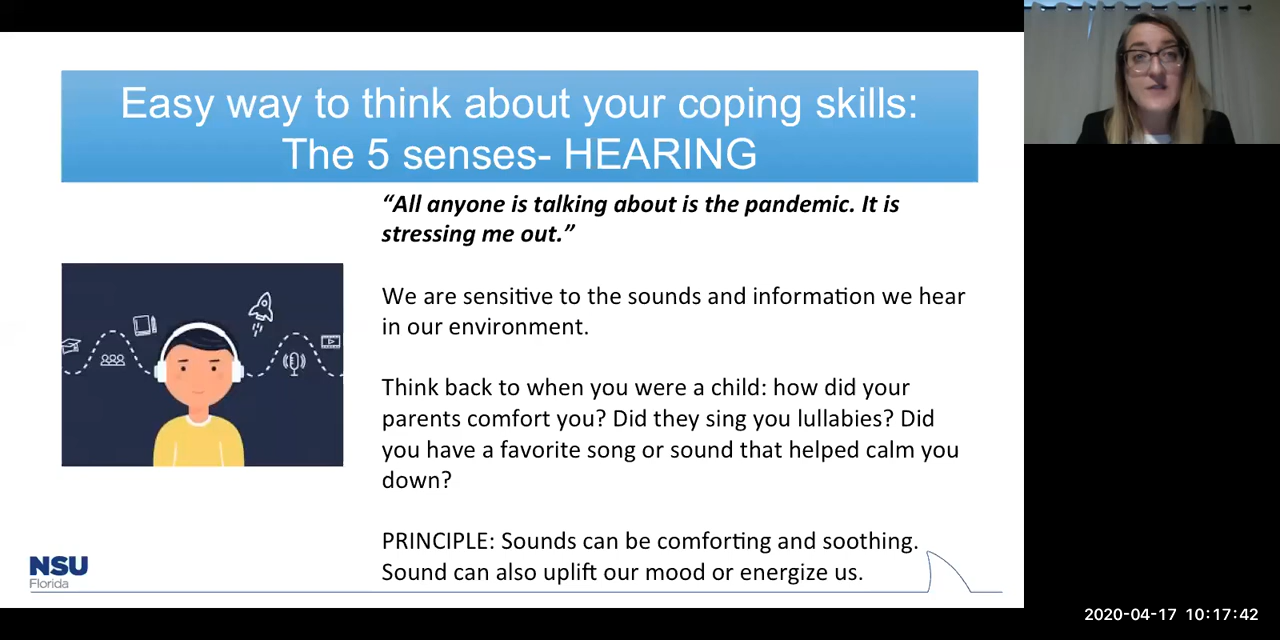 Easy way to think about your coping skills:
The 5 senses- HEARING
“All anyone is talking about is the pandemic. It is
stressing me out.”
We are sensitive to the sounds and information we hear
in our environment.
Think back to when you were a child: how did your
parents comfort you? Did they sing you lullabies? Did
you have a favorite song or sound that helped calm you
down?
PRINCIPLE: Sounds can be comforting and soothing.
Sound can also uplift our mood or energize us.
NSU
Florida
2020-04-17 10:17:42